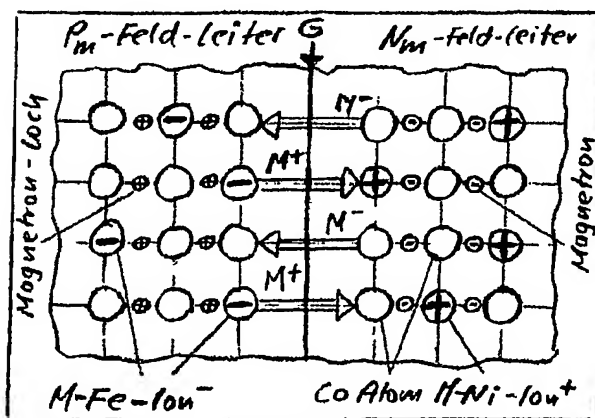 Pm-Feld-Leiter G Nm-Feld-Leiter
Magnetron-Loch
M-
M+
M-
M+
Magnetron
M-Fe-Ion- Co Atom M-Ni-Ion+